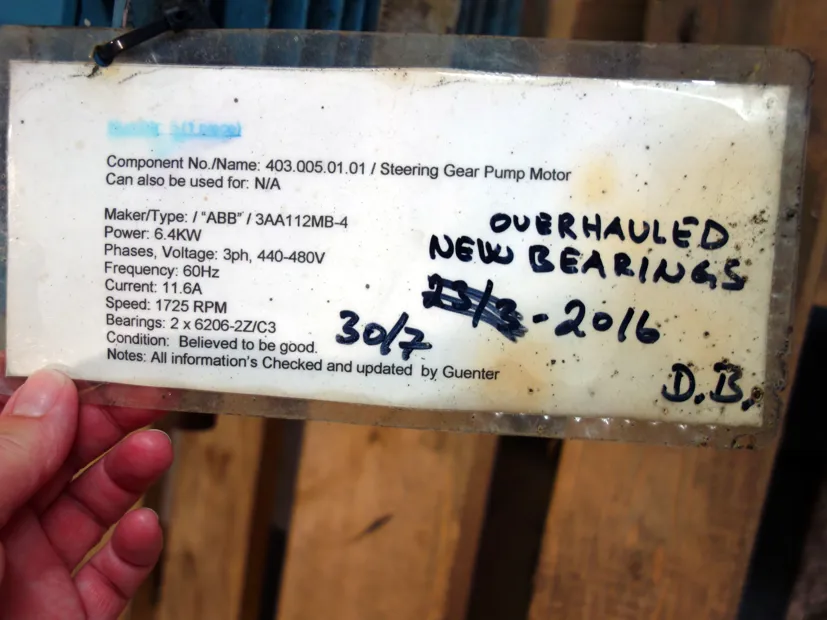 Component No./Name: 403.005.01.01 / Steering Gear Pump Motor
Can also be used for: N/A
Maker/Type: / “ABB” / 3AA112MB-4
Power: 6.4KW
Phases, Voltage: 3ph, 440-480V
Frequency: 60Hz
Current: 11.6A
Speed: 1725 RPM
Bearings: 2 x 6206-2Z/C3
Condition: Believed to be good.
Notes: All information's Checked and updated by Guenter
OVERHAULED
NEW BEARINGS
23/3 - 2016
30/7
D.B.